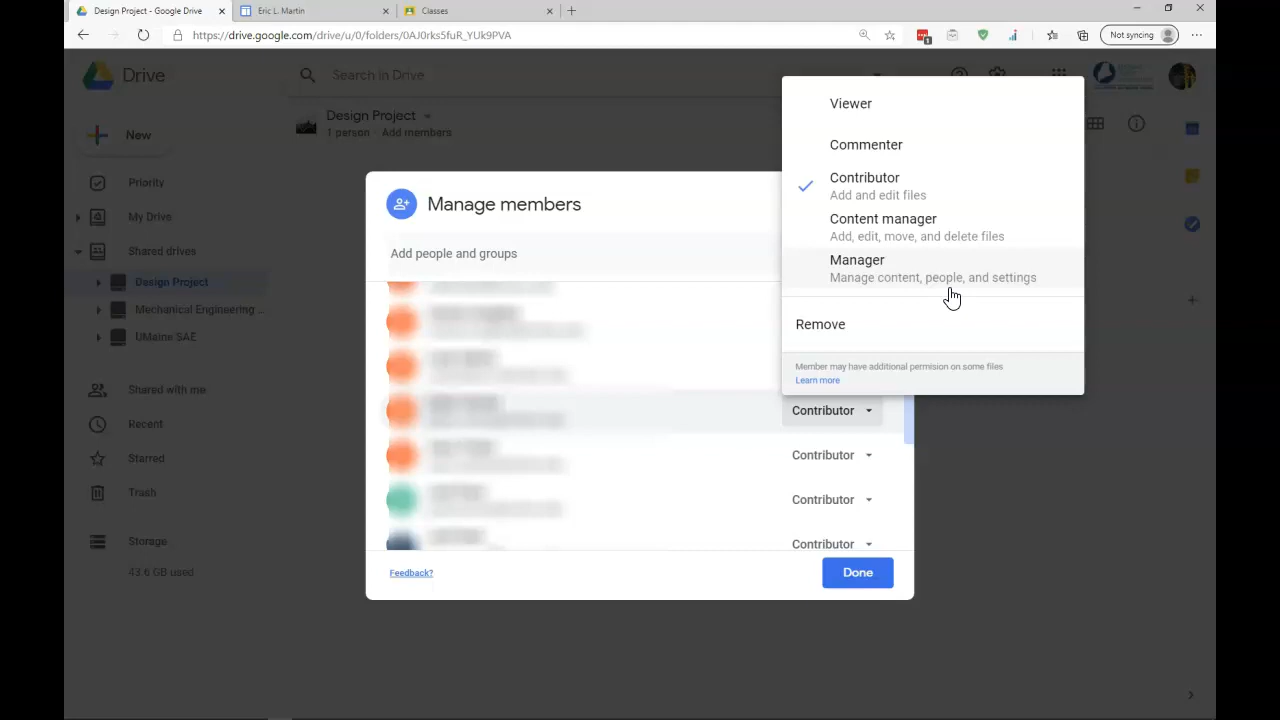 Design Project - Google Drive
Eric L. Martin
Classes
https://drive.google.com/drive/u/0/folders/0AJ0rks5fuR_YUk9PVA
1
Not syncing
Drive
Search in Drive
Design Project
1 person · Add members
New
Priority
My Drive
Shared drives
Design Project
Mechanical Engineering ...
UMaine SAE
Shared with me
Recent
Starred
Trash
Storage
43.6 GB used
Manage members
Add people and groups
Viewer
Commenter
Contributor
Add and edit files
Content manager
Add, edit, move, and delete files
Manager
Manage content, people, and settings
Remove
Member may have additional permision on some files
Learn more
Contributor
Contributor
Contributor
Contributor
Feedback?
Done